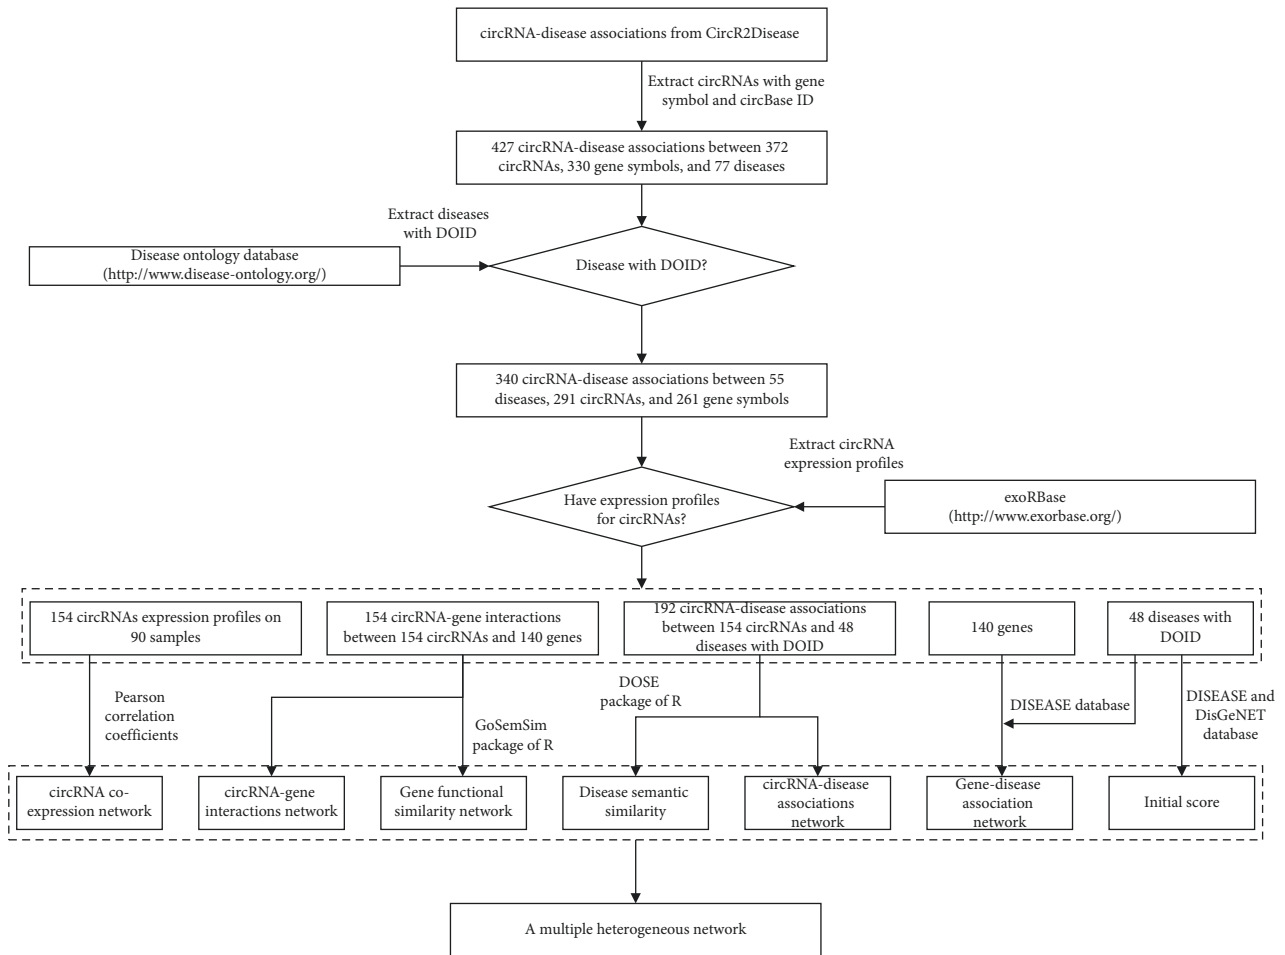 circRNA-disease associations from CircR2Disease
Extract circRNAs with gene
symbol and circBase ID
427 circRNA-disease associations between 372
circRNAs, 330 gene symbols, and 77 diseases
Extract diseases
with DOID
Disease ontology database
(http://www.disease-ontology.org/)
Disease with DOID?
340 circRNA-disease associations between 55
diseases, 291 circRNAs, and 261 gene symbols
Extract circRNA
expression profiles
Have expression profiles
for circRNAs?
exoRBase
(http://www.exorbase.org/)
154 circRNAs expression profiles on
90 samples
154 circRNA-gene interactions
between 154 circRNAs and 140 genes
192 circRNA-disease associations
between 154 circRNAs and 48
diseases with DOID
140 genes
48 diseases with
DOID
Pearson
correlation
coefficients
GoSemSim
package of R
DOSE
package of R
DISEASE database
DISEASE and
DisGeNET
database
circRNA co-
expression network
circRNA-gene
interactions network
Gene functional
similarity network
Disease semantic
similarity
circRNA-disease
associations
network
Gene-disease
association
network
Initial score
A multiple heterogeneous network